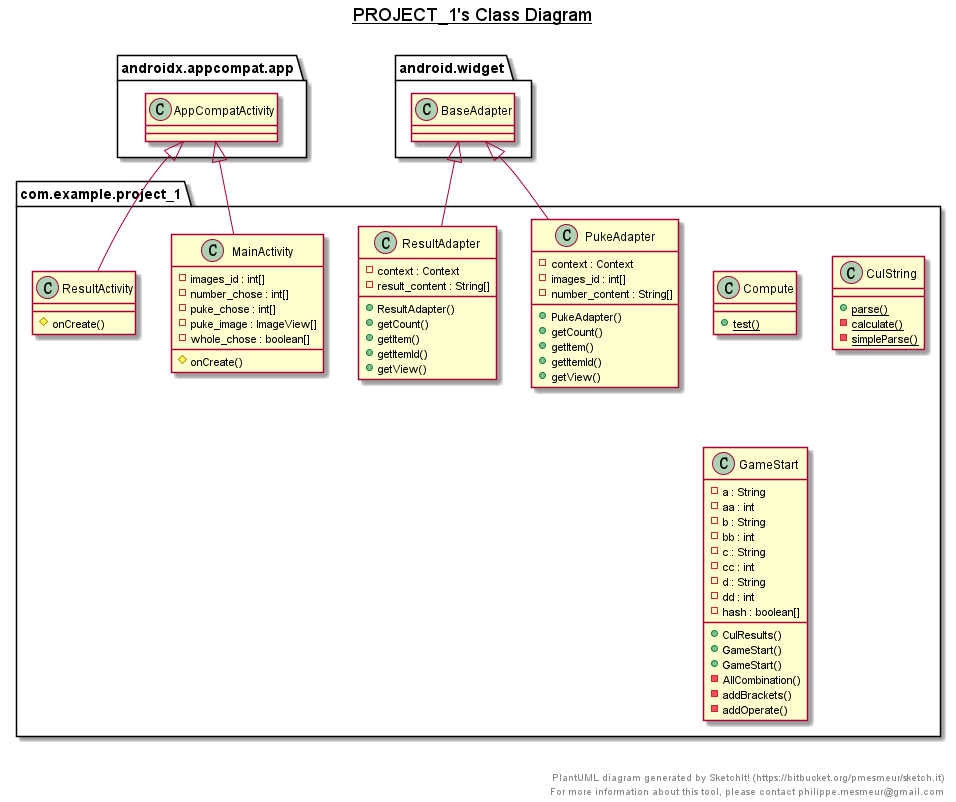 PROJECT_1's Class Diagram
androidx.appcompat.app
C AppCompatActivity
android.widget
C BaseAdapter
com.example.project_1
C ResultActivity
onCreate()
C MainActivity
images_id : int[]
number_chose : int[]
puke_chose : int[]
puke_image : ImageView[]
whole_chose : boolean[]
onCreate()
C ResultAdapter
context : Context
result_content : String[]
ResultAdapter()
getCount()
getItem()
getItemId()
getView()
C PukeAdapter
context : Context
images_id : int[]
number_content : String[]
PukeAdapter()
getCount()
getItem()
getItemId()
getView()
C Compute
test()
C CulString
parse()
calculate()
simpleParse()
C GameStart
a : String
aa : int
b : String
bb : int
c : String
cc : int
d : String
dd : int
hash : boolean[]
CulResults()
GameStart()
GameStart()
AllCombination()
addBrackets()
addOperate()
PlantUML diagram generated by SketchIt! (https://bitbucket.org/pmesmeur/sketch.it)
For more information about this tool, please contact philippe.mesmeur@gmail.com